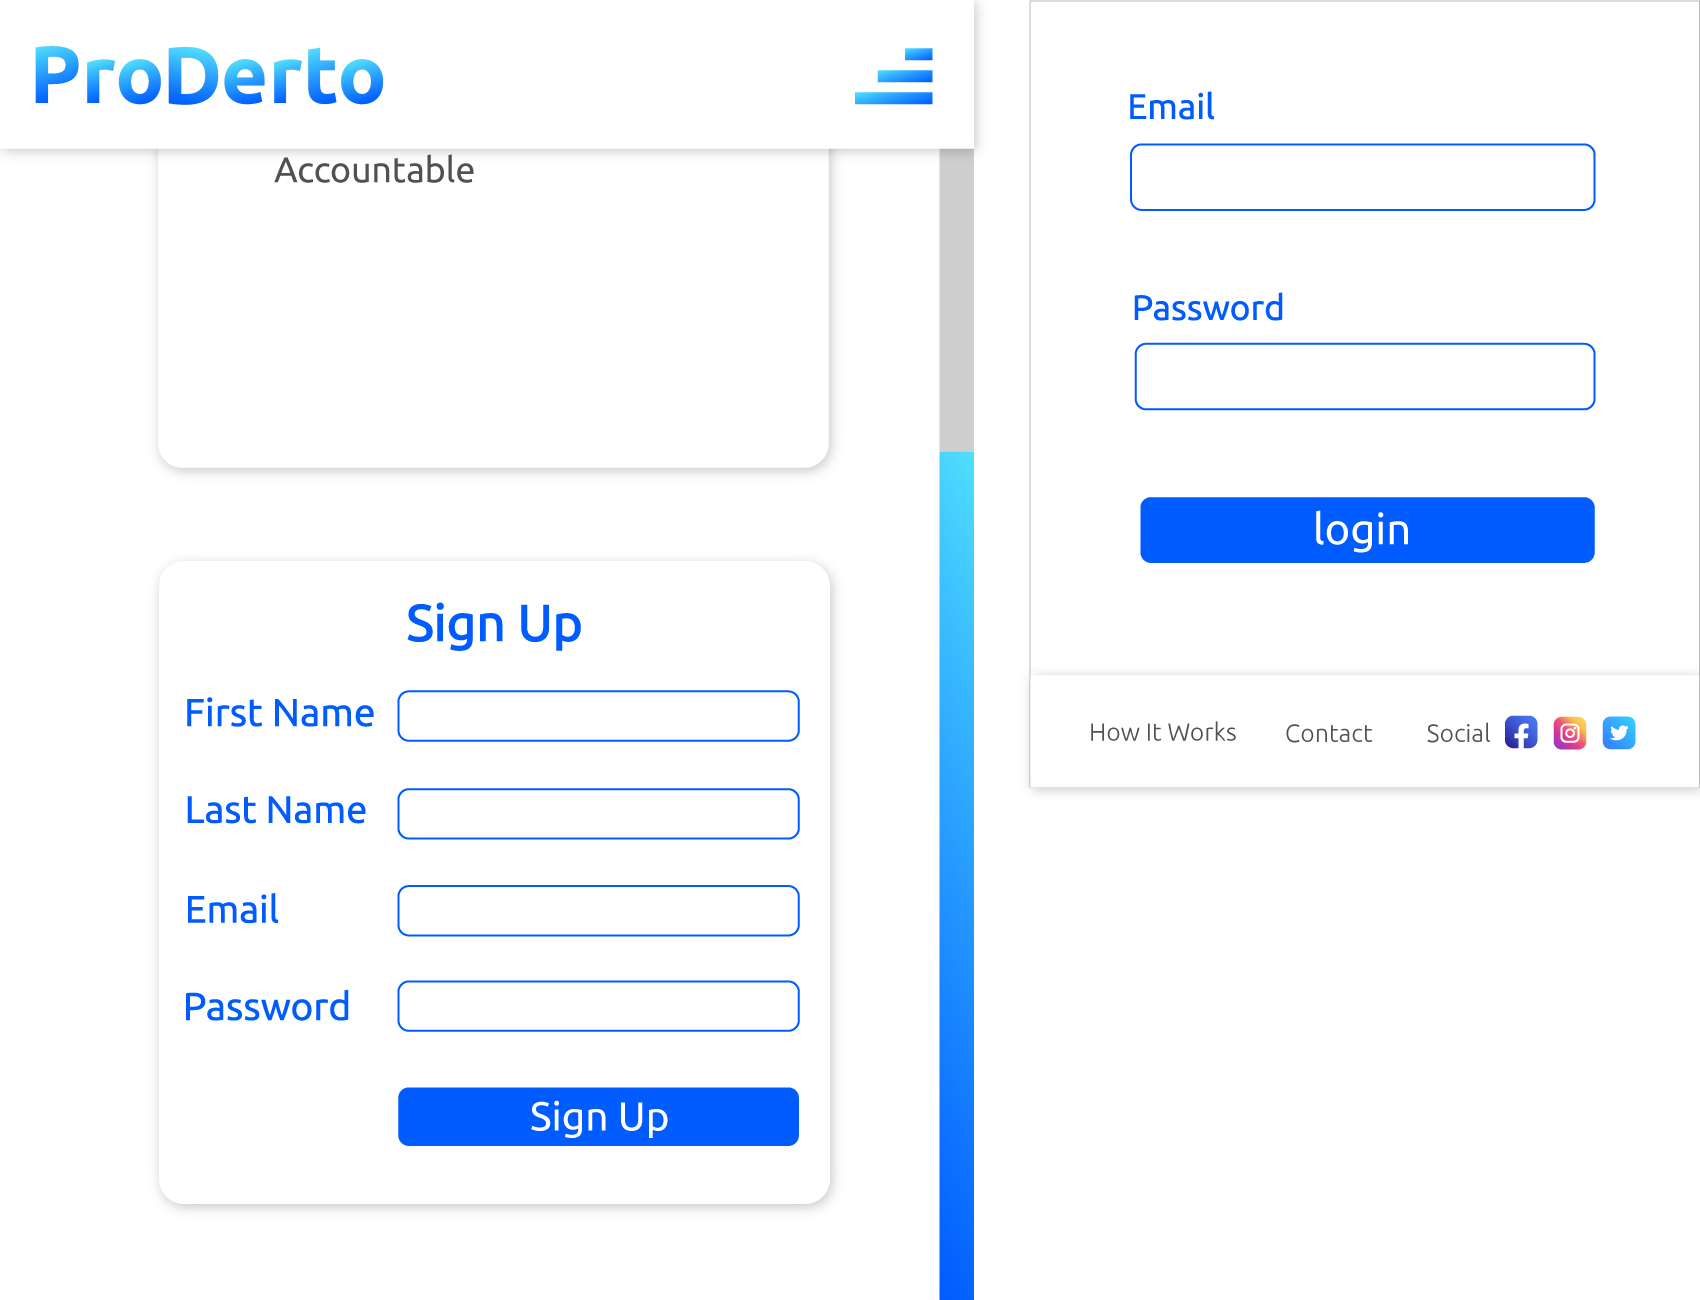 ProDerto
Accountable
Sign Up
First Name
Last Name
Email
Password
Sign Up
Email
Password
login
How It Works
Contact
Social